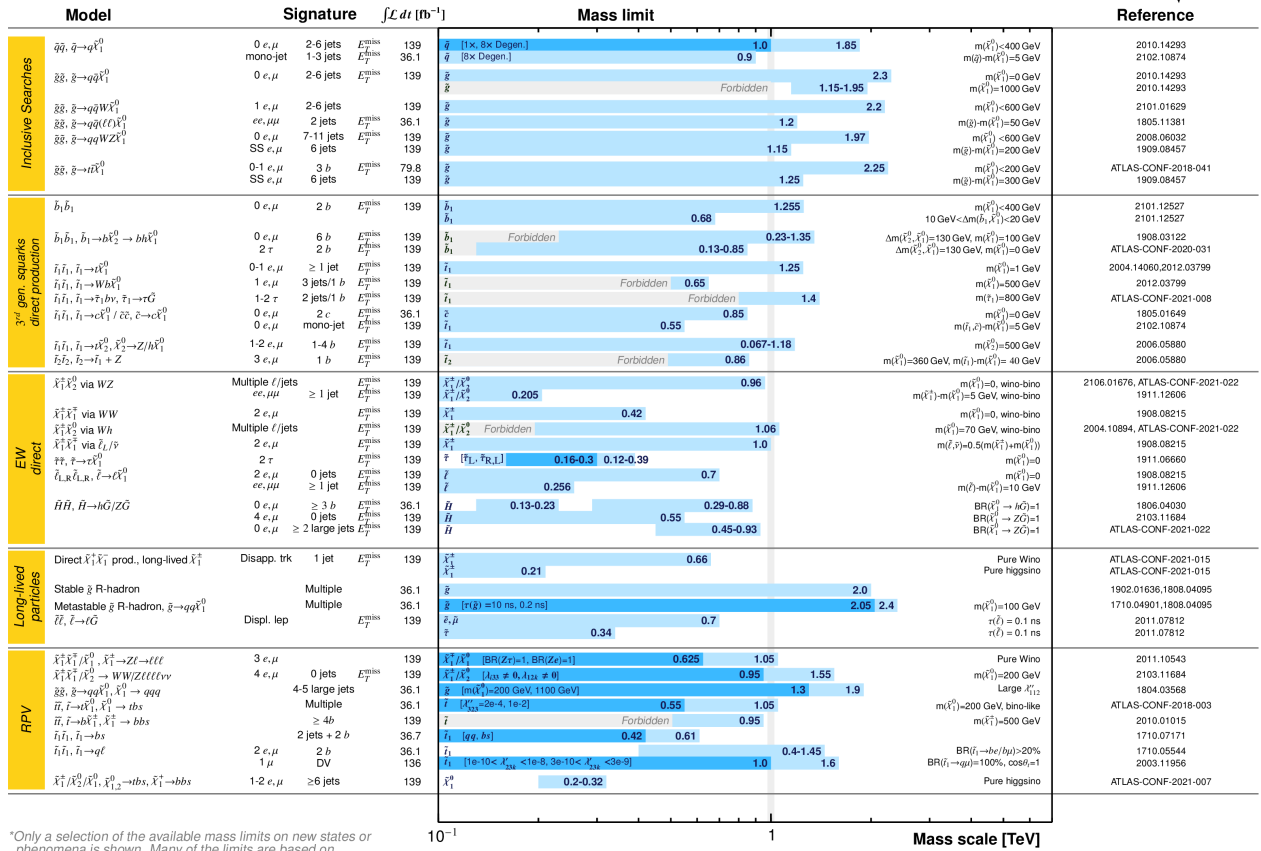 Model Signature ∫ℒ dt [fb⁻¹] Mass limit Reference
Inclusive Searches
q̃q̃, q̃→qχ̃⁰₁ 0 e,μ 2-6 jets E_T^miss 139 q̃ [1×, 8× Degen.] 1.0 1.85 m(χ̃⁰₁)<400 GeV 2010.14293
mono-jet 1-3 jets E_T^miss 36.1 q̃ [8× Degen.] 0.9 m(q̃)-m(χ̃⁰₁)=5 GeV 2102.10874
g̃g̃, g̃→qq̄χ̃⁰₁ 0 e,μ 2-6 jets E_T^miss 139 g̃ 2.3 m(χ̃⁰₁)=0 GeV 2010.14293
g̃ Forbidden 1.15-1.95 m(χ̃⁰₁)=1000 GeV 2010.14293
g̃g̃, g̃→qq̄Wχ̃⁰₁ 1 e,μ 2-6 jets 139 g̃ 2.2 m(χ̃⁰₁)<600 GeV 2101.01629
g̃g̃, g̃→qq̄(ℓℓ)χ̃⁰₁ ee,μμ 2 jets E_T^miss 36.1 g̃ 1.2 m(g̃)-m(χ̃⁰₁)=50 GeV 1805.11381
g̃g̃, g̃→qqWZχ̃⁰₁ 0 e,μ 7-11 jets E_T^miss 139 g̃ 1.97 m(χ̃⁰₁) <600 GeV 2008.06032
SS e,μ 6 jets 139 g̃ 1.15 m(g̃)-m(χ̃⁰₁)=200 GeV 1909.08457
g̃g̃, g̃→tt̄χ̃⁰₁ 0-1 e,μ 3 b E_T^miss 79.8 g̃ 2.25 m(χ̃⁰₁)<200 GeV ATLAS-CONF-2018-041
SS e,μ 6 jets 139 g̃ 1.25 m(g̃)-m(χ̃⁰₁)=300 GeV 1909.08457
3ʳᵈ gen. squarks
direct production
b̃₁b̃₁ 0 e,μ 2 b E_T^miss 139 b̃₁ 1.255 m(χ̃⁰₁)<400 GeV 2101.12527
b̃₁ 0.68 10 GeV<Δm(b̃₁,χ̃⁰₁)<20 GeV 2101.12527
b̃₁b̃₁, b̃₁→bχ̃⁰₂ → bhχ̃⁰₁ 0 e,μ 6 b E_T^miss 139 b̃₁ Forbidden 0.23-1.35 Δm(χ̃⁰₂,χ̃⁰₁)=130 GeV, m(χ̃⁰₁)=100 GeV 1908.03122
2 τ 2 b E_T^miss 139 b̃₁ 0.13-0.85 Δm(χ̃⁰₂,χ̃⁰₁)=130 GeV, m(χ̃⁰₁)=0 GeV ATLAS-CONF-2020-031
t̃₁t̃₁, t̃₁→tχ̃⁰₁ 0-1 e,μ ≥ 1 jet E_T^miss 139 t̃₁ 1.25 m(χ̃⁰₁)=1 GeV 2004.14060,2012.03799
t̃₁t̃₁, t̃₁→Wbχ̃⁰₁ 1 e,μ 3 jets/1 b E_T^miss 139 t̃₁ Forbidden 0.65 m(χ̃⁰₁)=500 GeV 2012.03799
t̃₁t̃₁, t̃₁→τ̃₁bν, τ̃₁→τG̃ 1-2 τ 2 jets/1 b E_T^miss 139 t̃₁ Forbidden 1.4 m(τ̃₁)=800 GeV ATLAS-CONF-2021-008
t̃₁t̃₁, t̃₁→cχ̃⁰₁ / c̃c̃, c̃→cχ̃⁰₁ 0 e,μ 2 c E_T^miss 36.1 c̃ 0.85 m(χ̃⁰₁)=0 GeV 1805.01649
0 e,μ mono-jet E_T^miss 139 t̃₁ 0.55 m(t̃₁,c̃)-m(χ̃⁰₁)=5 GeV 2102.10874
t̃₁t̃₁, t̃₁→tχ̃⁰₂, χ̃⁰₂→Z/hχ̃⁰₁ 1-2 e,μ 1-4 b E_T^miss 139 t̃₁ 0.067-1.18 m(χ̃⁰₂)=500 GeV 2006.05880
t̃₂t̃₂, t̃₂→t̃₁ + Z 3 e,μ 1 b E_T^miss 139 t̃₂ Forbidden 0.86 m(χ̃⁰₁)=360 GeV, m(t̃₁)-m(χ̃⁰₁)= 40 GeV 2006.05880
EW
direct
χ̃±₁χ̃⁰₂ via WZ Multiple ℓ/jets E_T^miss 139 χ̃±₁/χ̃⁰₂ 0.96 m(χ̃⁰₁)=0, wino-bino 2106.01676, ATLAS-CONF-2021-022
ee,μμ ≥ 1 jet E_T^miss 139 χ̃±₁/χ̃⁰₂ 0.205 m(χ̃±₁)-m(χ̃⁰₁)=5 GeV, wino-bino 1911.12606
χ̃±₁χ̃∓₁ via WW 2 e,μ E_T^miss 139 χ̃±₁ 0.42 m(χ̃⁰₁)=0, wino-bino 1908.08215
χ̃±₁χ̃⁰₂ via Wh Multiple ℓ/jets E_T^miss 139 χ̃±₁/χ̃⁰₂ Forbidden 1.06 m(χ̃⁰₁)=70 GeV, wino-bino 2004.10894, ATLAS-CONF-2021-022
χ̃±₁χ̃∓₁ via ℓ̃_L/ν̃ 2 e,μ E_T^miss 139 χ̃±₁ 1.0 m(ℓ̃,ν̃)=0.5(m(χ̃±₁)+m(χ̃⁰₁)) 1908.08215
τ̃τ̃, τ̃→τχ̃⁰₁ 2 τ E_T^miss 139 τ̃ [τ̃_L, τ̃_R,L] 0.16-0.3 0.12-0.39 m(χ̃⁰₁)=0 1911.06660
ℓ̃_L,Rℓ̃_L,R, ℓ̃→ℓχ̃⁰₁ 2 e,μ 0 jets E_T^miss 139 ℓ̃ 0.7 m(χ̃⁰₁)=0 1908.08215
ee,μμ ≥ 1 jet E_T^miss 139 ℓ̃ 0.256 m(ℓ̃)-m(χ̃⁰₁)=10 GeV 1911.12606
H̃H̃, H̃→hG̃/ZG̃ 0 e,μ ≥ 3 b E_T^miss 36.1 H̃ 0.13-0.23 0.29-0.88 BR(χ̃⁰₁ → hG̃)=1 1806.04030
4 e,μ 0 jets E_T^miss 139 H̃ 0.55 BR(χ̃⁰₁ → ZG̃)=1 2103.11684
0 e,μ ≥ 2 large jets E_T^miss 139 H̃ 0.45-0.93 BR(χ̃⁰₁ → ZG̃)=1 ATLAS-CONF-2021-022
Long-lived
particles
Direct χ̃⁺₁χ̃⁻₁ prod., long-lived χ̃±₁ Disapp. trk 1 jet E_T^miss 139 χ̃±₁ 0.66 Pure Wino ATLAS-CONF-2021-015
χ̃±₁ 0.21 Pure higgsino ATLAS-CONF-2021-015
Stable g̃ R-hadron Multiple 36.1 g̃ 2.0 1902.01636,1808.04095
Metastable g̃ R-hadron, g̃→qqχ̃⁰₁ Multiple 36.1 g̃ [τ(g̃) =10 ns, 0.2 ns] 2.05 2.4 m(χ̃⁰₁)=100 GeV 1710.04901,1808.04095
ℓ̃ℓ̃, ℓ̃→ℓG̃ Displ. lep E_T^miss 139 ẽ, μ̃ 0.7 τ(ℓ̃) = 0.1 ns 2011.07812
τ̃ 0.34 τ(ℓ̃) = 0.1 ns 2011.07812
RPV
χ̃±₁χ̃∓₁/χ̃⁰₁, χ̃±₁→Zℓ→ℓℓℓ 3 e,μ 139 χ̃∓₁/χ̃⁰₁ [BR(Zτ)=1, BR(Ze)=1] 0.625 1.05 Pure Wino 2011.10543
χ̃±₁χ̃∓₁/χ̃⁰₂ → WW/Zℓℓℓℓνν 4 e,μ 0 jets E_T^miss 139 χ̃±₁/χ̃⁰₂ [λ_i33 ≠ 0, λ_12k ≠ 0] 0.95 1.55 m(χ̃⁰₁)=200 GeV 2103.11684
g̃g̃, g̃→qqχ̃⁰₁, χ̃⁰₁ → qqq 4-5 large jets 36.1 g̃ [m(χ̃⁰₁)=200 GeV, 1100 GeV] 1.3 1.9 Large λ″₁₁₂ 1804.03568
t̃t̃, t̃→tχ̃⁰₁, χ̃⁰₁ → tbs Multiple 36.1 t̃ [λ″₃₂₃=2e-4, 1e-2] 0.55 1.05 m(χ̃⁰₁)=200 GeV, bino-like ATLAS-CONF-2018-003
t̃t̃, t̃→bχ̃±₁, χ̃±₁ → bbs ≥ 4b 139 t̃ Forbidden 0.95 m(χ̃±₁)=500 GeV 2010.01015
t̃₁t̃₁, t̃₁→bs 2 jets + 2 b 36.7 t̃₁ [qq, bs] 0.42 0.61 1710.07171
t̃₁t̃₁, t̃₁→qℓ 2 e,μ 2 b 36.1 t̃₁ 0.4-1.45 BR(t̃₁→be/bμ)>20% 1710.05544
1 μ DV 136 t̃₁ [1e-10< λ′₂₃ₖ <1e-8, 3e-10< λ′₂₃ₖ <3e-9] 1.0 1.6 BR(t̃₁→qμ)=100%, cosθₜ=1 2003.11956
χ̃±₁/χ̃⁰₂/χ̃⁰₁, χ̃⁰₁,₂→tbs, χ̃⁺₁→bbs 1-2 e,μ ≥6 jets 139 χ̃⁰₁ 0.2-0.32 Pure higgsino ATLAS-CONF-2021-007
10⁻¹ 1 Mass scale [TeV]
*Only a selection of the available mass limits on new states or
phenomena is shown. Many of the limits are based on